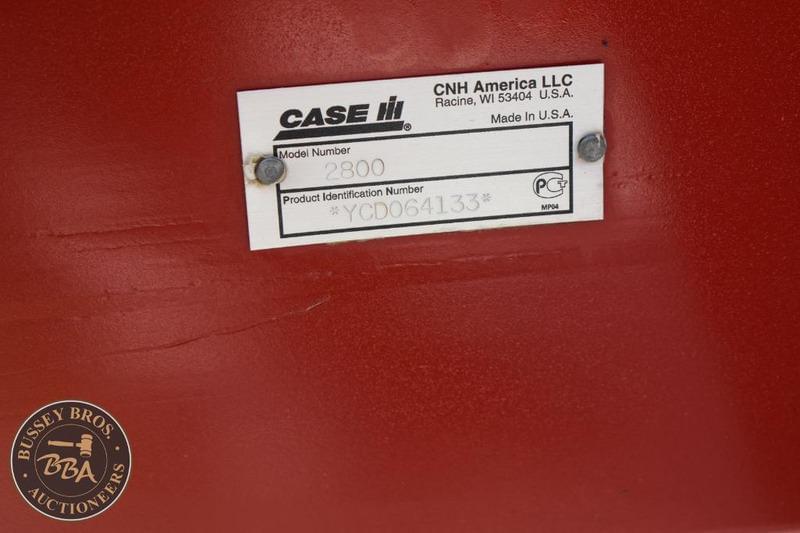 CASE IH®
CNH America LLC
Racine, WI 53404 U.S.A.
Made In U.S.A.
Model Number
2800
Product Identification Number
*YCD064133*
PCT
MP04
BUSSEY BROS.
BBA
AUCTIONEERS